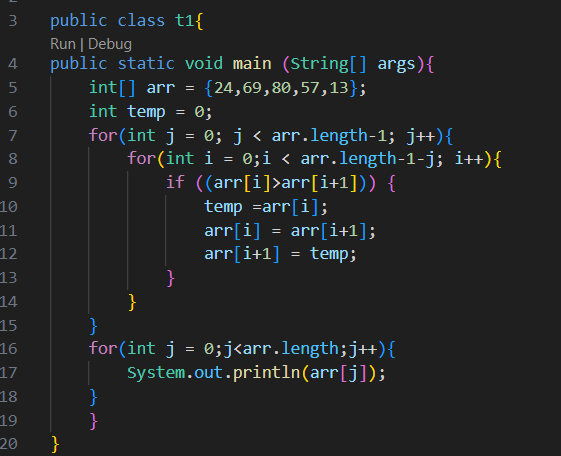 3 public class t1{
Run | Debug
4 public static void main (String[] args){
5 int[] arr = {24,69,80,57,13};
6 int temp = 0;
7 for(int j = 0; j < arr.length-1; j++){
8 for(int i = 0;i < arr.length-1-j; i++){
9 if ((arr[i]>arr[i+1])) {
10 temp =arr[i];
11 arr[i] = arr[i+1];
12 arr[i+1] = temp;
13 }
14 }
15 }
16 for(int j = 0;j<arr.length;j++){
17 System.out.println(arr[j]);
18 }
19 }
20 }